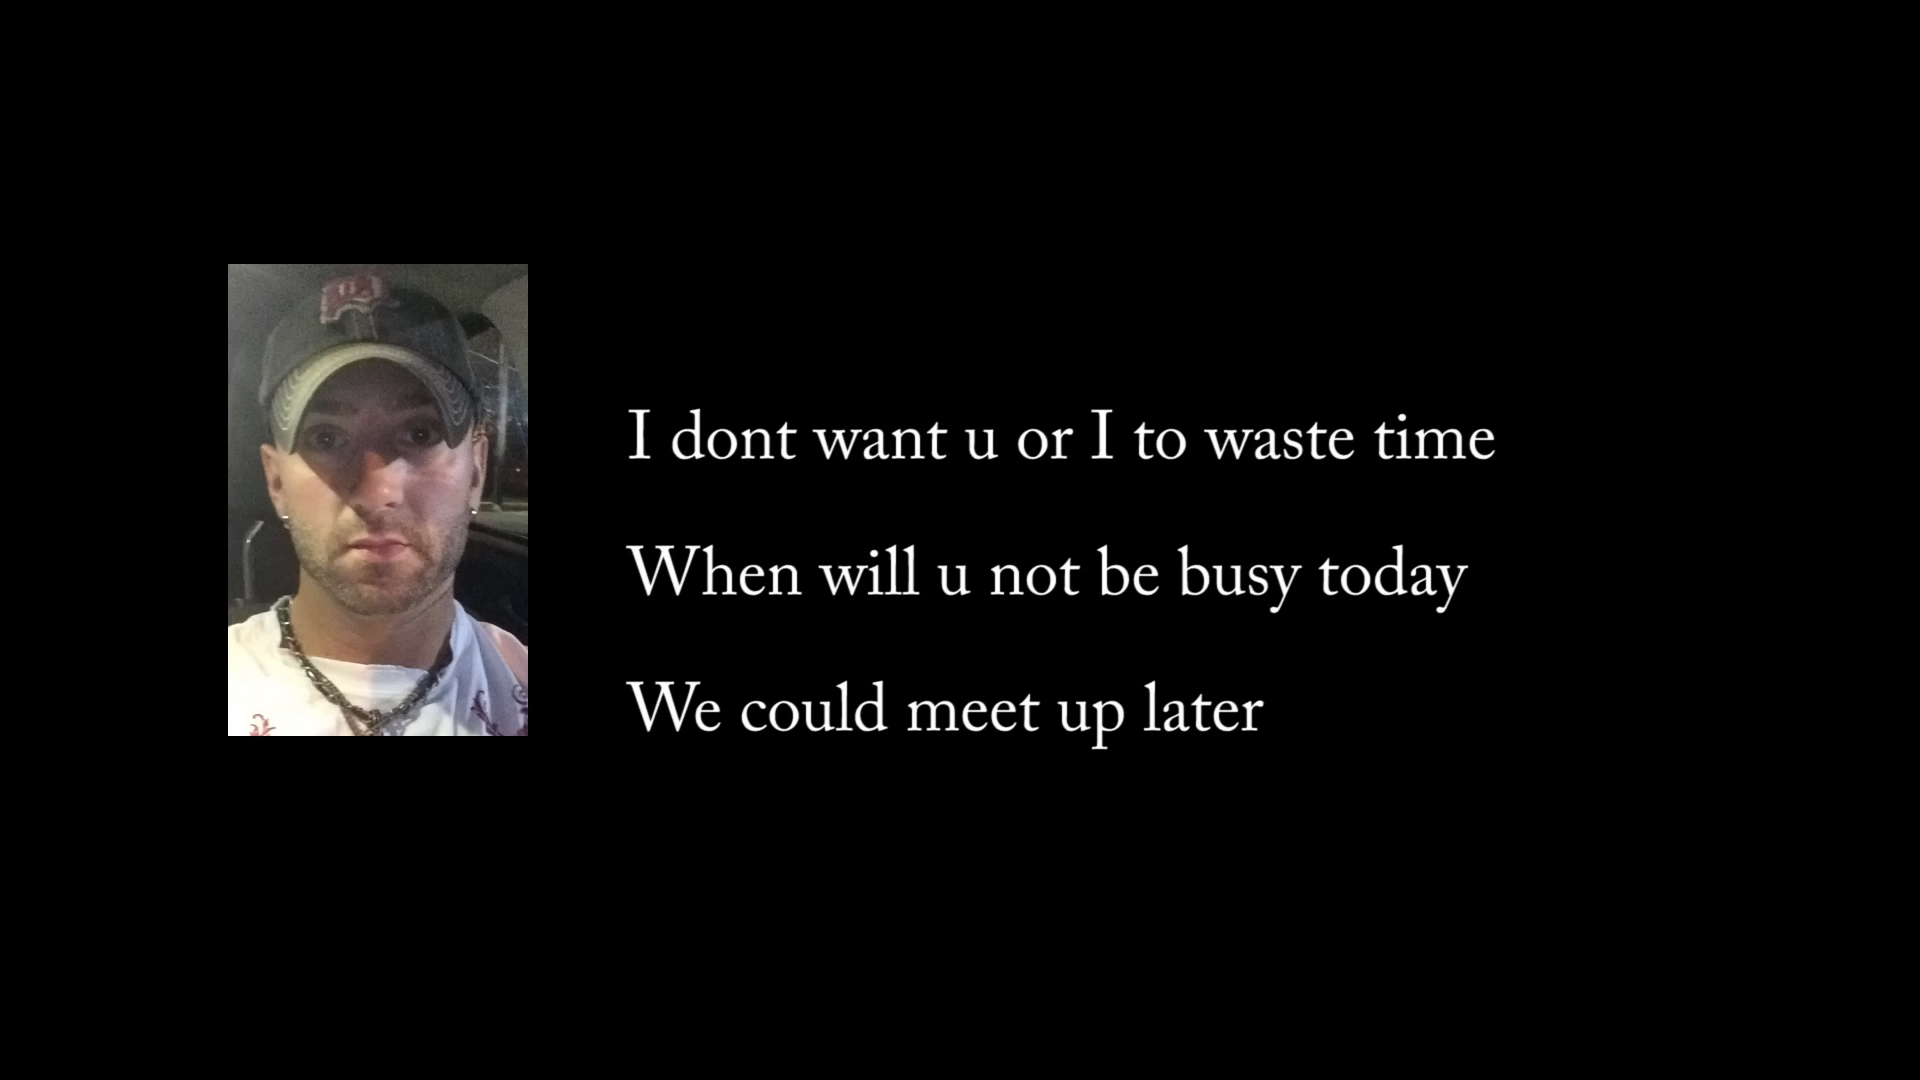 I dont want u or I to waste time
When will u not be busy today
We could meet up later